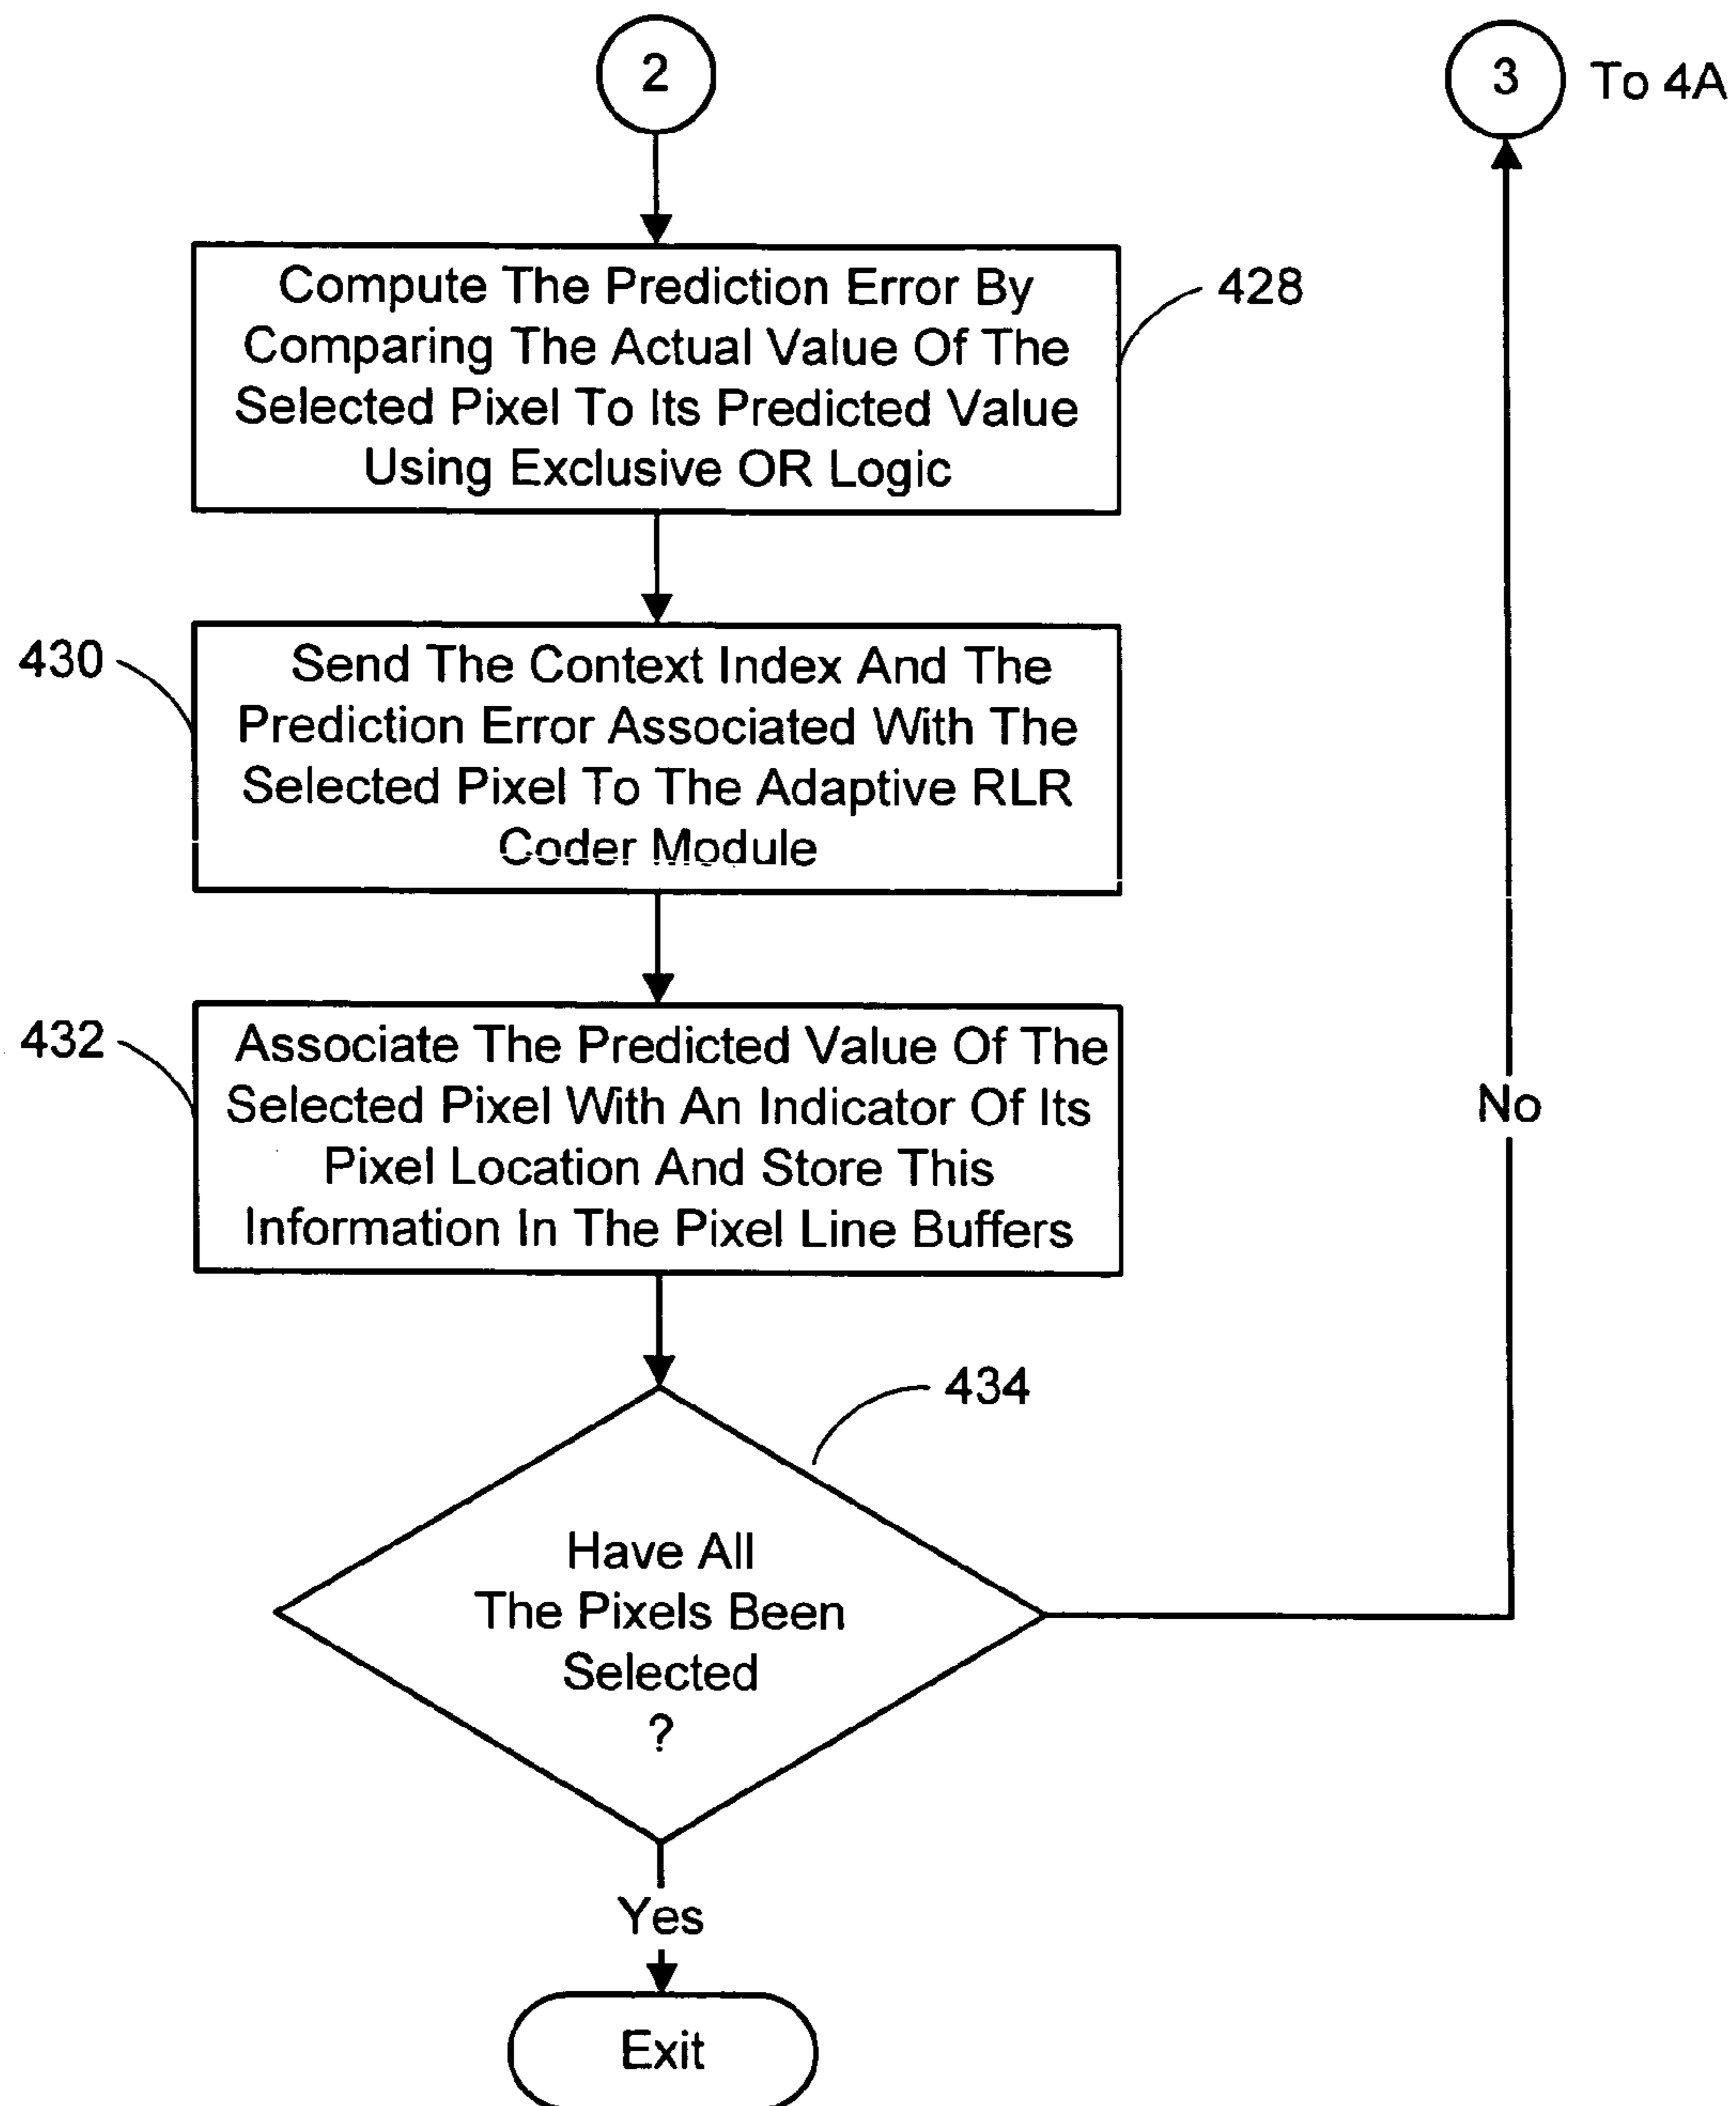 2
3 To 4A
Compute The Prediction Error By
Comparing The Actual Value Of The
Selected Pixel To Its Predicted Value
Using Exclusive OR Logic
428
430
Send The Context Index And The
Prediction Error Associated With The
Selected Pixel To The Adaptive RLR
Coder Module
432
Associate The Predicted Value Of The
Selected Pixel With An Indicator Of Its
Pixel Location And Store This
Information In The Pixel Line Buffers
No
434
Have All
The Pixels Been
Selected
?
Yes
Exit